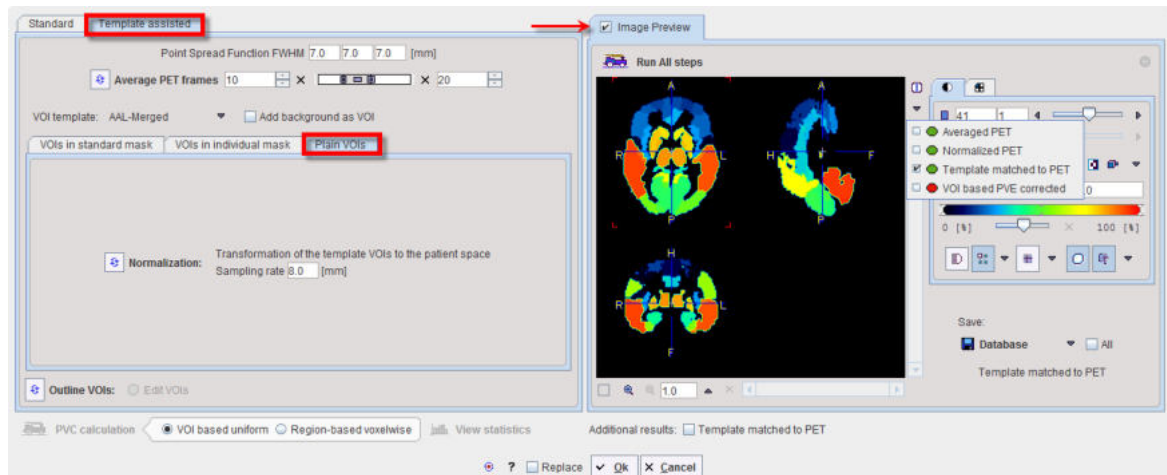 Standard
Template assisted
Point Spread Function FWHM 7.0 7.0 7.0 [mm]
Average PET frames 10 × × 20
VOI template: AAL-Merged Add background as VOI
VOIs in standard mask VOIs in individual mask Plain VOIs
Normalization: Transformation of the template VOIs to the patient space
Sampling rate 8.0 [mm]
Outline VOIs: Edit VOIs
PVC calculation VOI based uniform Region-based voxelwise View statistics
Image Preview
Run All steps
A A
R L H F
P P
H
R L
F
1.0
41 1
Averaged PET
Normalized PET
Template matched to PET
VOI based PVE corrected
0 [%] 100 [%]
Save:
Database All
Template matched to PET
Additional results: Template matched to PET
? Replace Ok Cancel